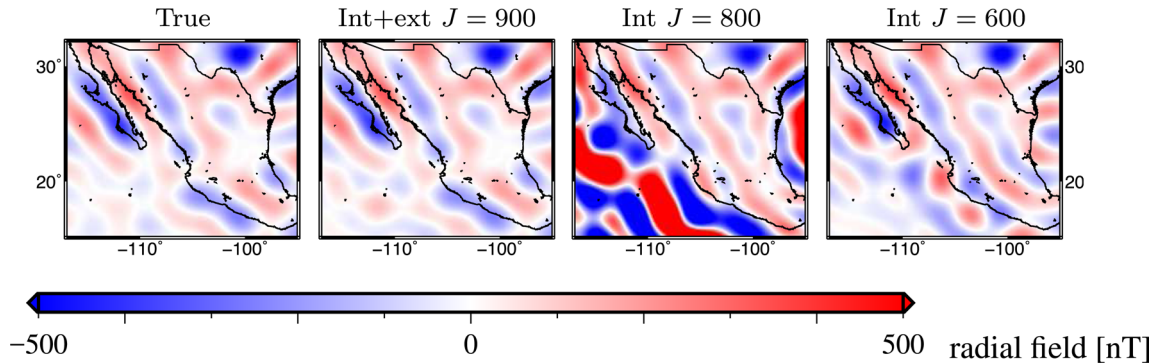 True Int+ext J = 900 Int J = 800 Int J = 600
30° 30
20° 20
−110° −100° −110° −100° −110° −100° −110° −100°
−500 0 500 radial field [nT]